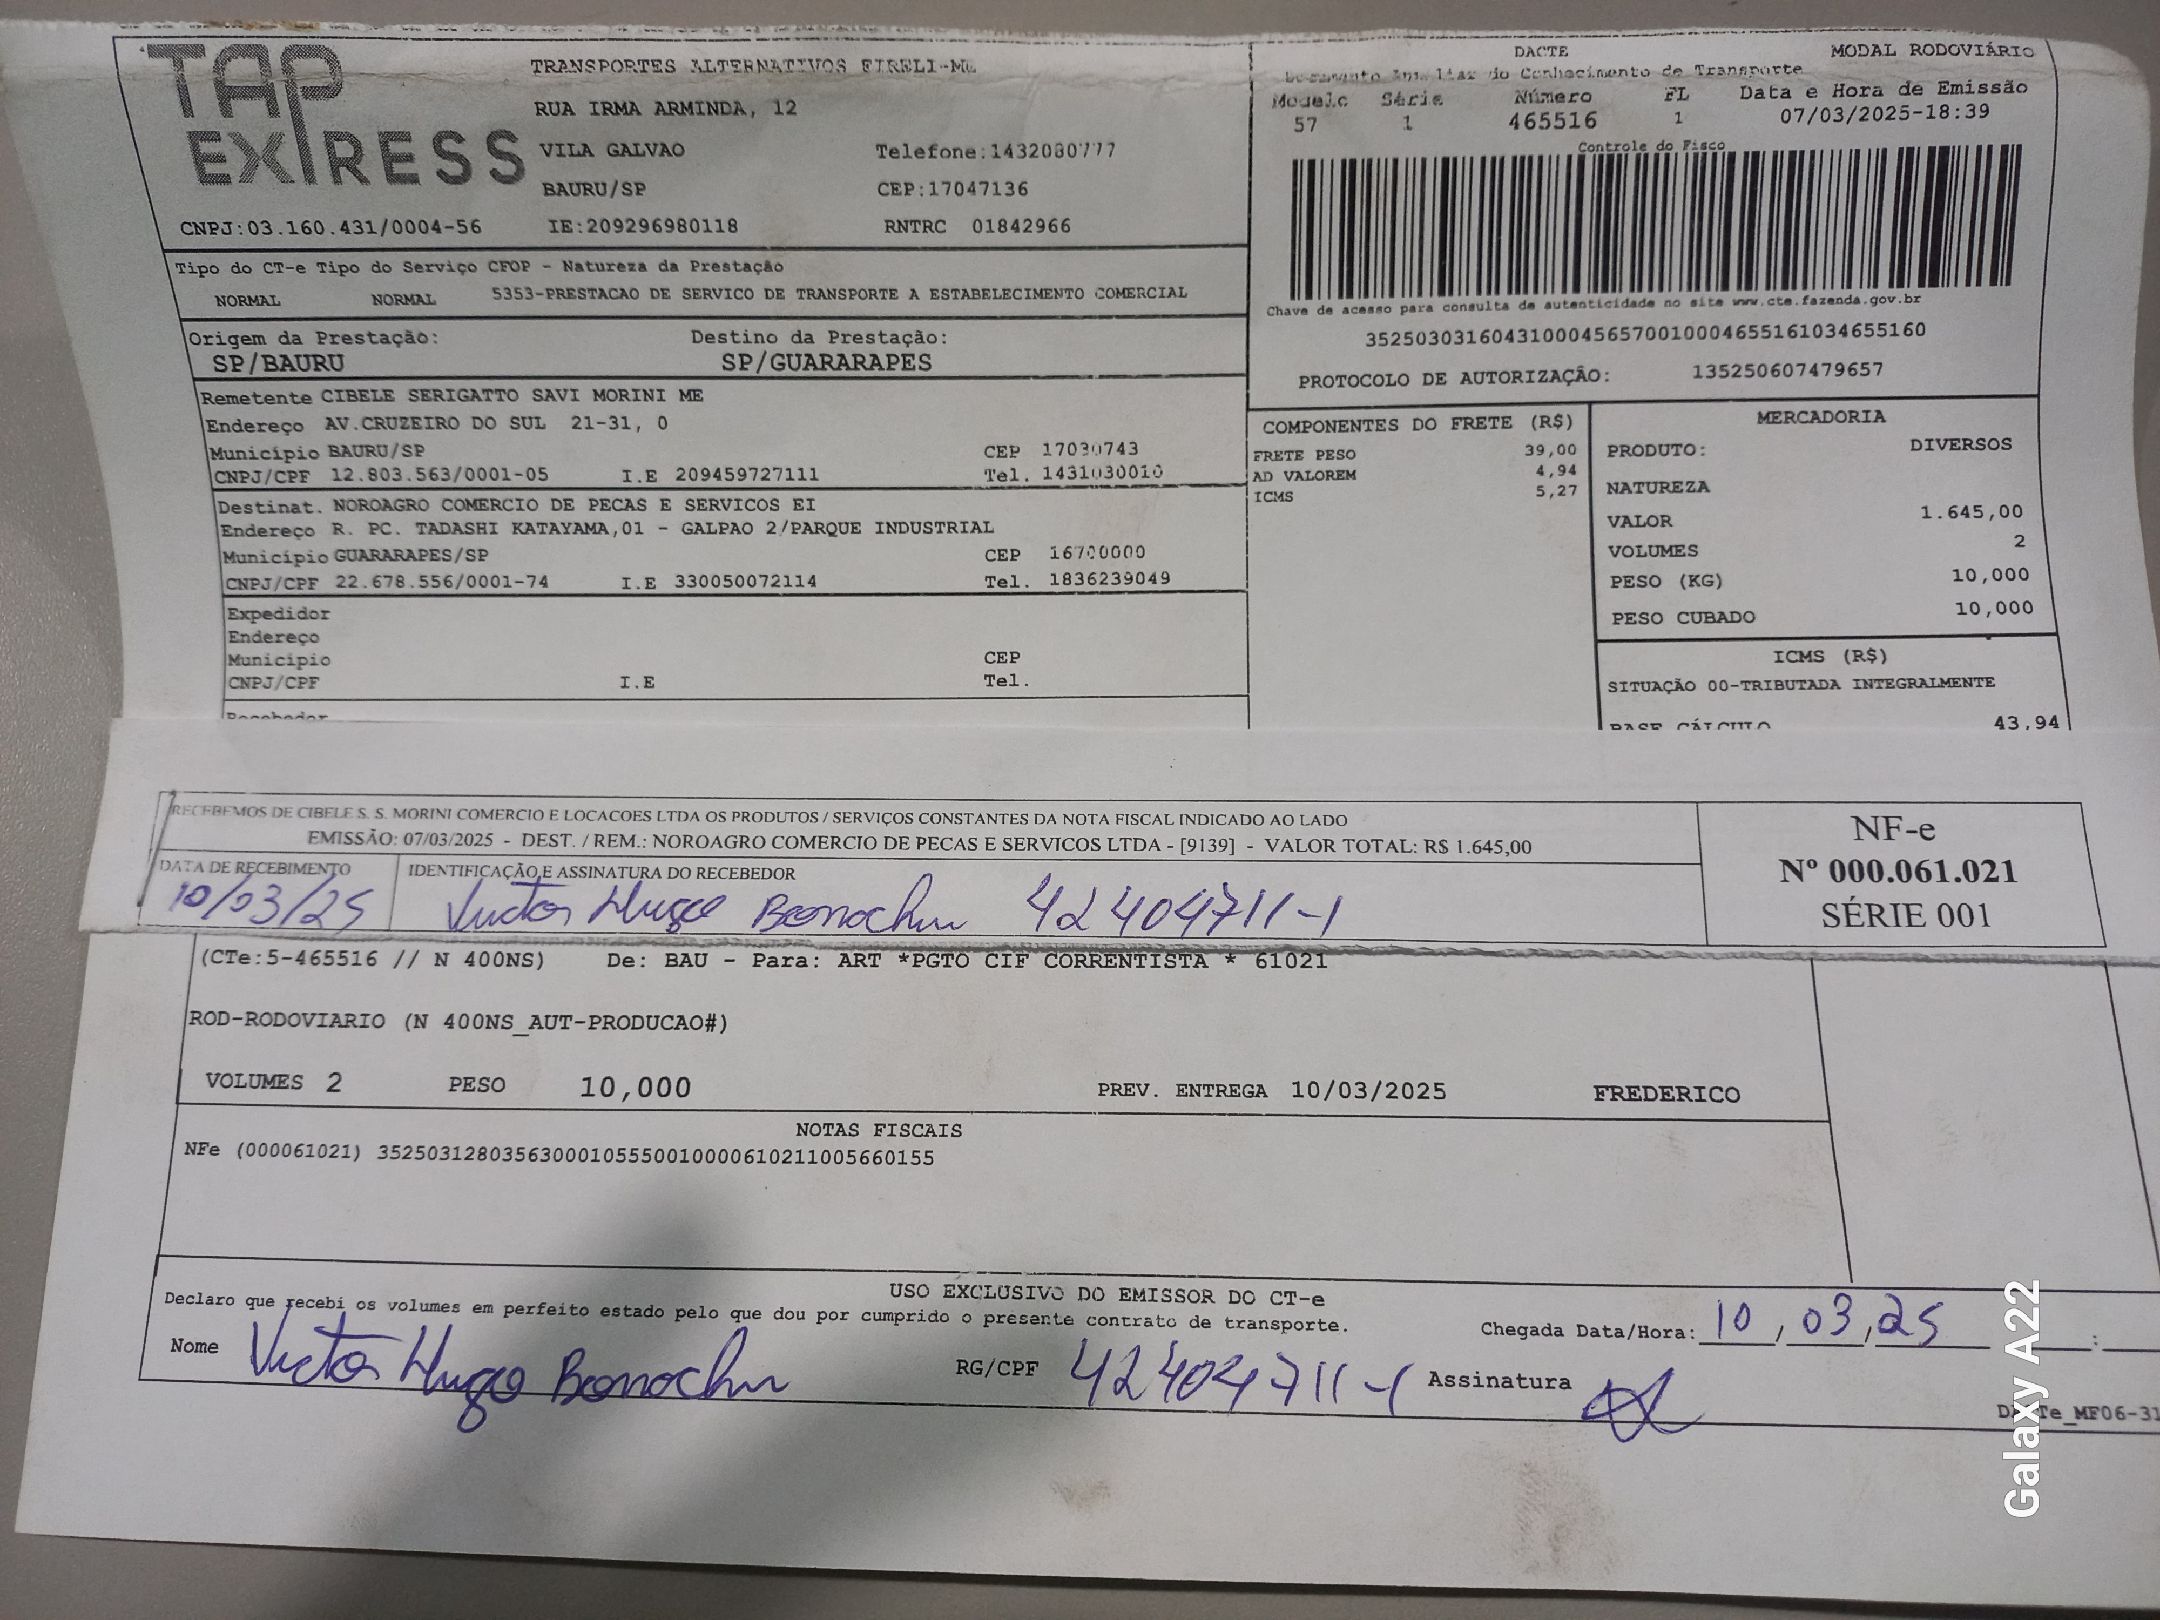 TAP EXPRESS
TRANSPORTES ALTERNATIVOS EIRELI-ME
RUA IRMA ARMINDA, 12
VILA GALVAO Telefone:1432080777
BAURU/SP CEP:17047136
CNPJ:03.160.431/0004-56 IE:209296980118 RNTRC 01842966
DACTE MODAL RODOVIÁRIO
Documento Auxiliar do Conhecimento de Transporte
Modelo Série Número FL Data e Hora de Emissão
57 1 465516 1 07/03/2025-18:39
Controle do Fisco
Chave de acesso para consulta de autenticidade no site www.cte.fazenda.gov.br
35250303160431000456570010004655161034655160
PROTOCOLO DE AUTORIZAÇÃO: 135250607479657
Tipo do CT-e Tipo do Serviço CFOP - Natureza da Prestação
NORMAL NORMAL 5353-PRESTACAO DE SERVICO DE TRANSPORTE A ESTABELECIMENTO COMERCIAL
Origem da Prestação: Destino da Prestação:
SP/BAURU SP/GUARARAPES
Remetente CIBELE SERIGATTO SAVI MORINI ME
Endereço AV.CRUZEIRO DO SUL 21-31, 0
Município BAURU/SP CEP 17030743
CNPJ/CPF 12.803.563/0001-05 I.E 209459727111 Tel. 1431030010
Destinat. NOROAGRO COMERCIO DE PECAS E SERVICOS EI
Endereço R. PC. TADASHI KATAYAMA,01 - GALPAO 2/PARQUE INDUSTRIAL
Município GUARARAPES/SP CEP 16700000
CNPJ/CPF 22.678.556/0001-74 I.E 330050072114 Tel. 1836239049
Expedidor
Endereço
Município CEP
CNPJ/CPF I.E Tel.
Recebedor
COMPONENTES DO FRETE (R$)
FRETE PESO 39,00
AD VALOREM 4,94
ICMS 5,27
MERCADORIA
PRODUTO: DIVERSOS
NATUREZA
VALOR 1.645,00
VOLUMES 2
PESO (KG) 10,000
PESO CUBADO 10,000
ICMS (R$)
SITUAÇÃO 00-TRIBUTADA INTEGRALMENTE
BASE CÁLCULO 43,94
RECEBEMOS DE CIBELE S. S. MORINI COMERCIO E LOCACOES LTDA OS PRODUTOS / SERVIÇOS CONSTANTES DA NOTA FISCAL INDICADO AO LADO
EMISSÃO: 07/03/2025 - DEST. / REM.: NOROAGRO COMERCIO DE PECAS E SERVICOS LTDA - [9139] - VALOR TOTAL: R$ 1.645,00
DATA DE RECEBIMENTO IDENTIFICAÇÃO E ASSINATURA DO RECEBEDOR
10/03/25 Victor Hugo 42404711-1
NF-e
Nº 000.061.021
SÉRIE 001
(CTe:5-465516 // N 400NS) De: BAU - Para: ART *PGTO CIF CORRENTISTA * 61021
ROD-RODOVIARIO (N 400NS_AUT-PRODUCAO#)
VOLUMES 2 PESO 10,000 PREV. ENTREGA 10/03/2025 FREDERICO
NOTAS FISCAIS
NFe (000061021) 35250312803563000105550010000610211005660155
USO EXCLUSIVO DO EMISSOR DO CT-e
Declaro que recebi os volumes em perfeito estado pelo que dou por cumprido o presente contrato de transporte.
Chegada Data/Hora: 10 / 03 / 25 :
Nome Victor Hugo RG/CPF 42404711-1 Assinatura
Galaxy A22